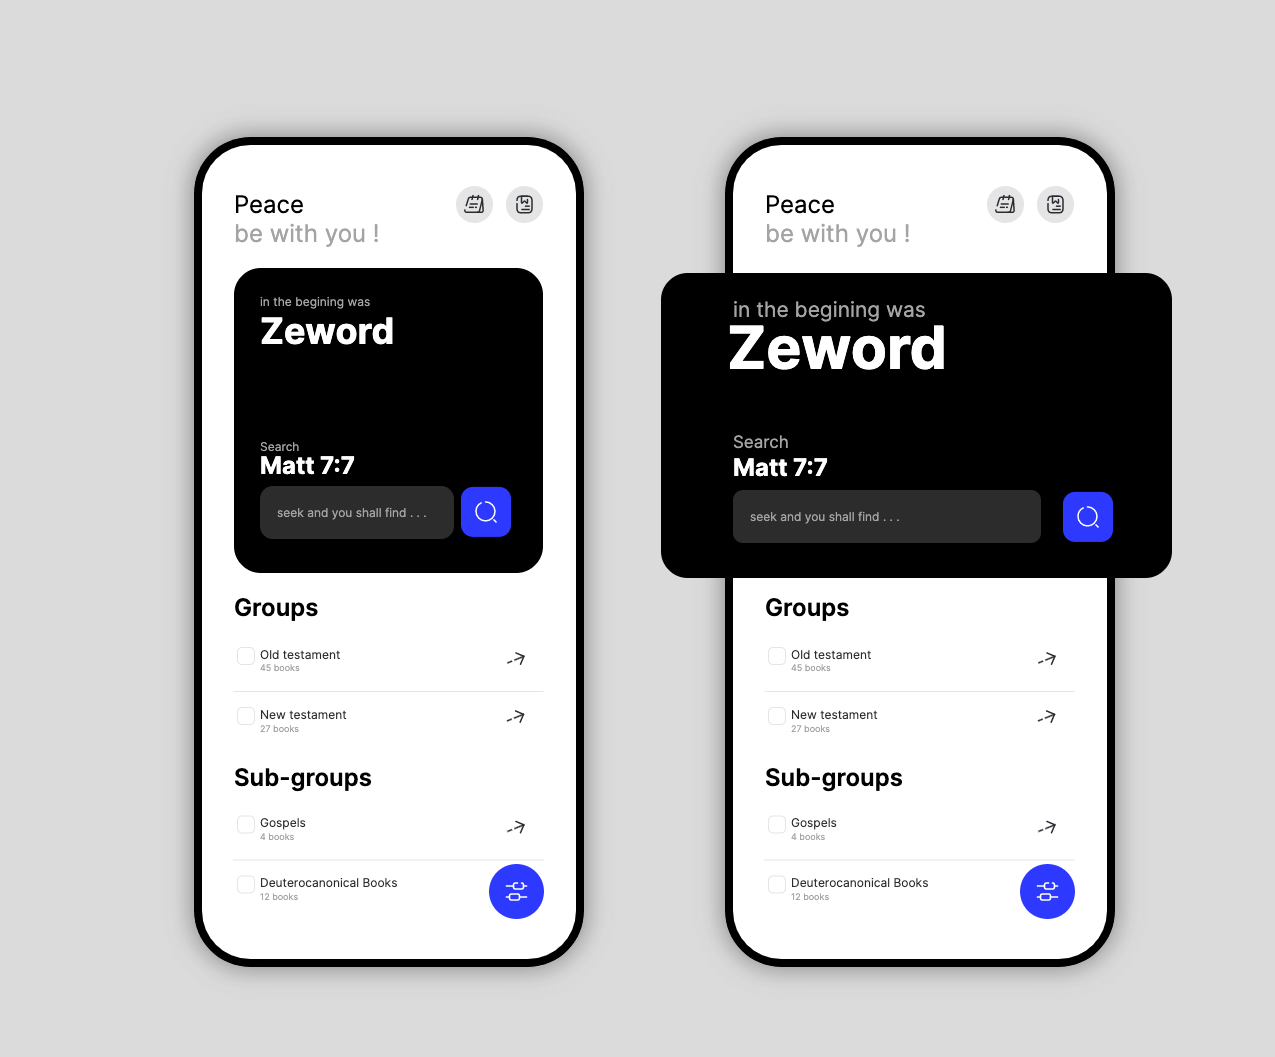 Peace
be with you !
in the begining was
Zeword
Search
Matt 7:7
seek and you shall find . . .
Groups
Old testament
45 books
New testament
27 books
Sub-groups
Gospels
4 books
Deuterocanonical Books
12 books
Peace
be with you !
in the begining was
Zeword
Search
Matt 7:7
seek and you shall find . . .
Groups
Old testament
45 books
New testament
27 books
Sub-groups
Gospels
4 books
Deuterocanonical Books
12 books